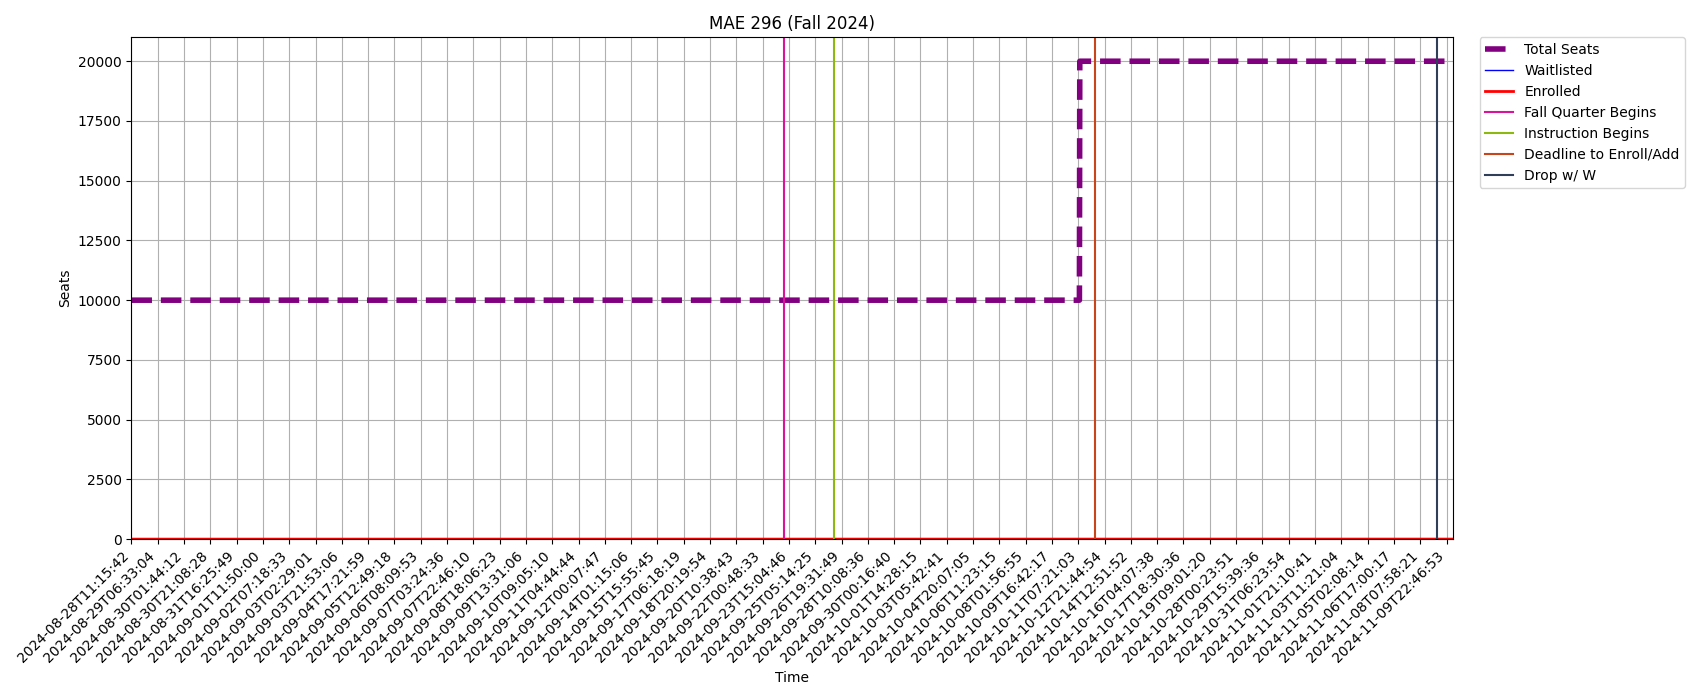 MAE 296 (Fall 2024)
Total Seats
Waitlisted
Enrolled
Fall Quarter Begins
Instruction Begins
Deadline to Enroll/Add
Drop w/ W
Seats
20000
17500
15000
12500
10000
7500
5000
2500
0
2024-08-28T11:15:42
2024-08-29T06:33:04
2024-08-30T01:44:12
2024-08-30T21:08:28
2024-08-31T16:25:49
2024-09-01T11:50:00
2024-09-02T07:18:33
2024-09-03T02:29:01
2024-09-03T21:53:06
2024-09-04T17:21:59
2024-09-05T12:49:18
2024-09-06T08:09:53
2024-09-07T03:24:36
2024-09-07T22:46:10
2024-09-08T18:06:23
2024-09-09T13:31:06
2024-09-10T09:05:10
2024-09-11T04:44:44
2024-09-12T00:07:47
2024-09-14T01:15:06
2024-09-15T15:55:45
2024-09-17T06:18:19
2024-09-18T20:19:54
2024-09-20T10:38:43
2024-09-22T00:48:33
2024-09-23T15:04:46
2024-09-25T05:14:25
2024-09-26T19:31:49
2024-09-28T10:08:36
2024-09-30T00:16:40
2024-10-01T14:28:15
2024-10-03T05:42:41
2024-10-04T20:07:05
2024-10-06T11:23:15
2024-10-08T01:56:55
2024-10-09T16:42:17
2024-10-11T07:21:03
2024-10-12T21:44:54
2024-10-14T12:51:52
2024-10-16T04:07:38
2024-10-17T18:30:36
2024-10-19T09:01:20
2024-10-28T00:23:51
2024-10-29T15:39:36
2024-10-31T06:23:54
2024-11-01T21:10:41
2024-11-03T11:21:04
2024-11-05T02:08:14
2024-11-06T17:00:17
2024-11-08T07:58:21
2024-11-09T22:46:53
Time